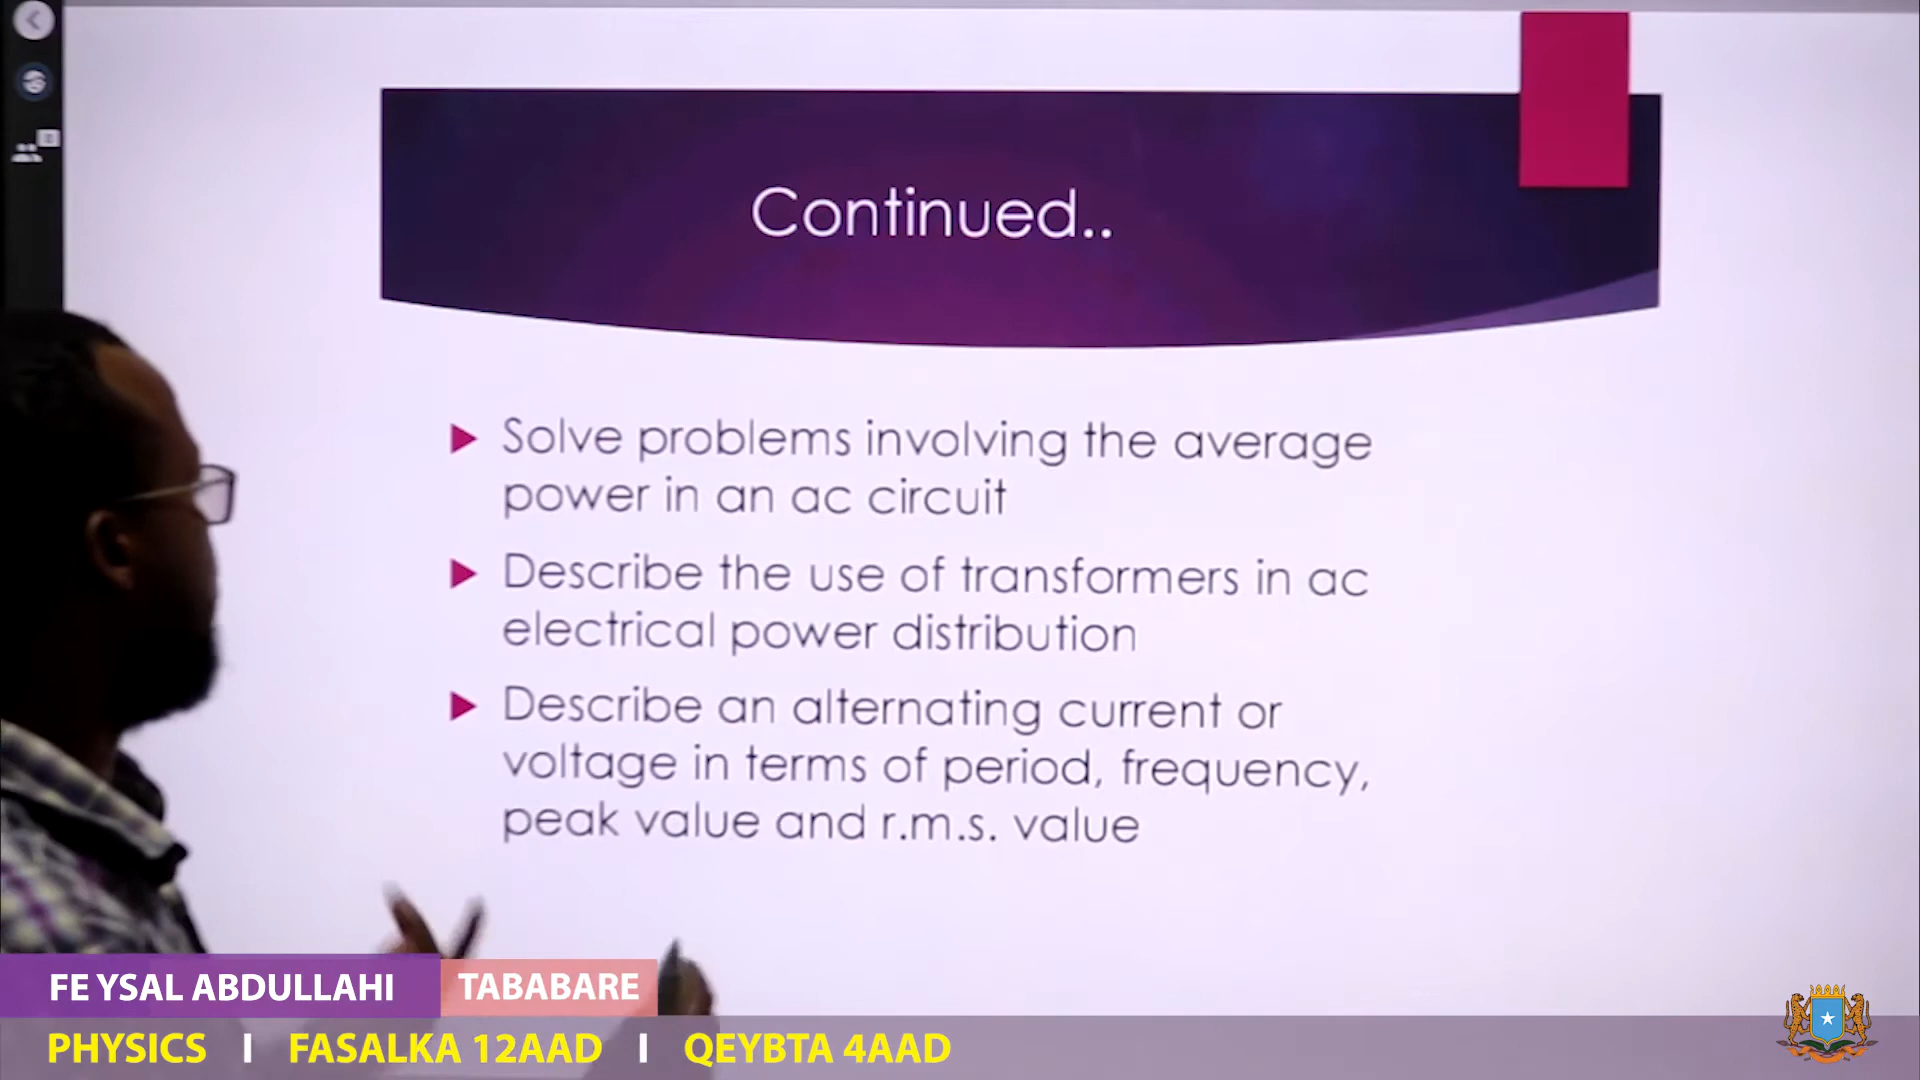 Continued..
Solve problems involving the average
power in an ac circuit
Describe the use of transformers in ac
electrical power distribution
Describe an alternating current or
voltage in terms of period, frequency,
peak value and r.m.s. value
FEYSAL ABDULLAHI
TABABARE
PHYSICS I FASALKA 12AAD I QEYBTA 4AAD